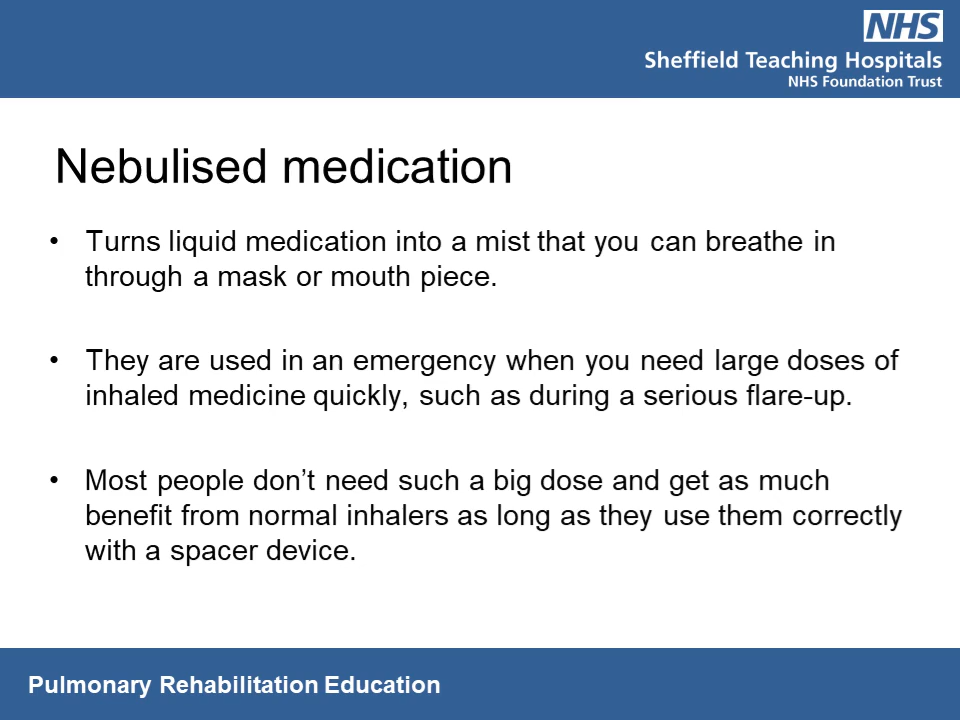 NHS
Sheffield Teaching Hospitals
NHS Foundation Trust
Nebulised medication
• Turns liquid medication into a mist that you can breathe in
through a mask or mouth piece.
• They are used in an emergency when you need large doses of
inhaled medicine quickly, such as during a serious flare-up.
• Most people don’t need such a big dose and get as much
benefit from normal inhalers as long as they use them correctly
with a spacer device.
Pulmonary Rehabilitation Education